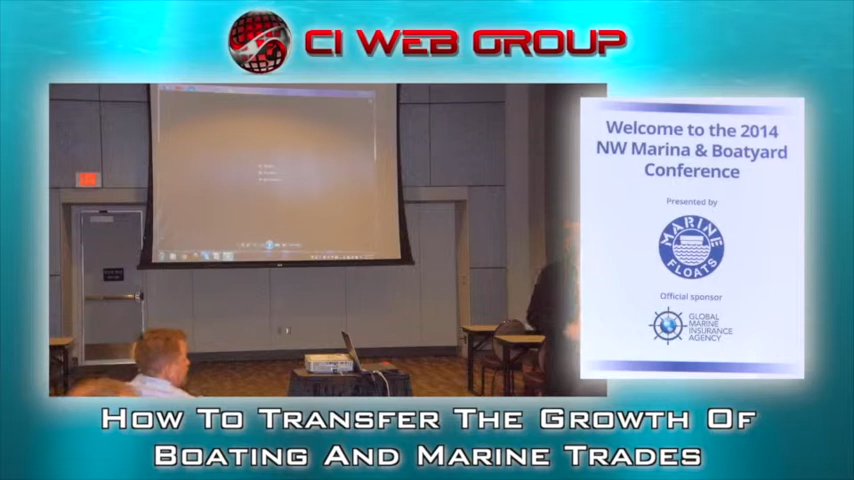 CI WEB GROUP
Welcome to the 2014
NW Marina & Boatyard
Conference
Presented by
MARINE
FLOATS
Official sponsor
GLOBAL
MARINE
INSURANCE
AGENCY
HOW TO TRANSFER THE GROWTH OF
BOATING AND MARINE TRADES